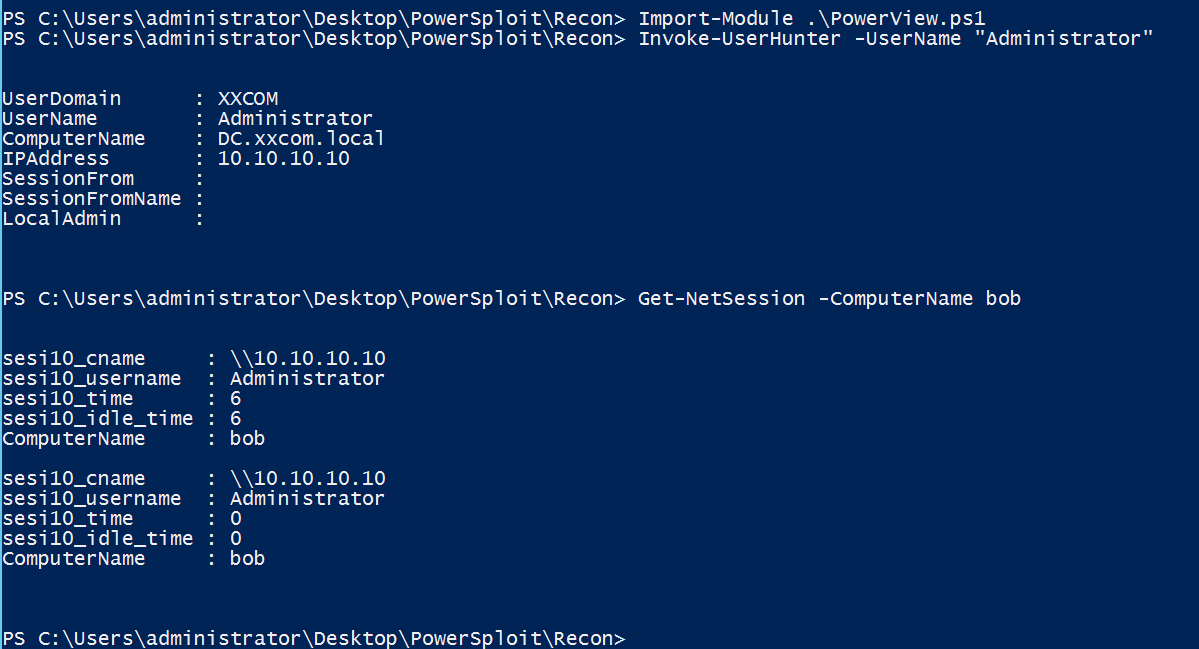 PS C:\Users\administrator\Desktop\PowerSploit\Recon> Import-Module .\PowerView.ps1
PS C:\Users\administrator\Desktop\PowerSploit\Recon> Invoke-UserHunter -UserName "Administrator"
UserDomain : XXCOM
UserName : Administrator
ComputerName : DC.xxcom.local
IPAddress : 10.10.10.10
SessionFrom :
SessionFromName :
LocalAdmin :
PS C:\Users\administrator\Desktop\PowerSploit\Recon> Get-NetSession -ComputerName bob
sesi10_cname : \\10.10.10.10
sesi10_username : Administrator
sesi10_time : 6
sesi10_idle_time : 6
ComputerName : bob
sesi10_cname : \\10.10.10.10
sesi10_username : Administrator
sesi10_time : 0
sesi10_idle_time : 0
ComputerName : bob
PS C:\Users\administrator\Desktop\PowerSploit\Recon>